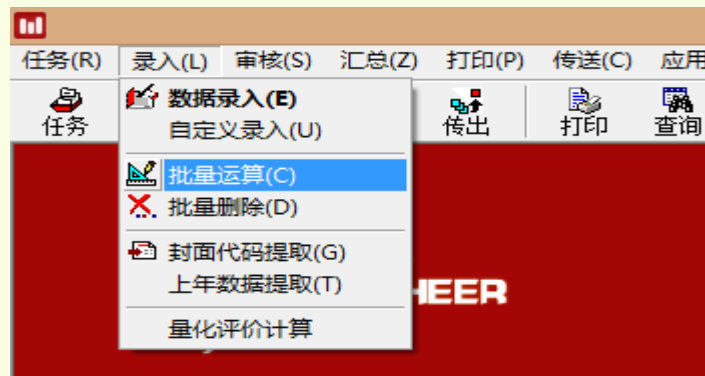 任务(R) 录入(L) 审核(S) 汇总(Z) 打印(P) 传送(C) 应用
任务 传出 打印 查询
数据录入(E)
自定义录入(U)
批量运算(C)
批量删除(D)
封面代码提取(G)
上年数据提取(T)
量化评价计算
HEER